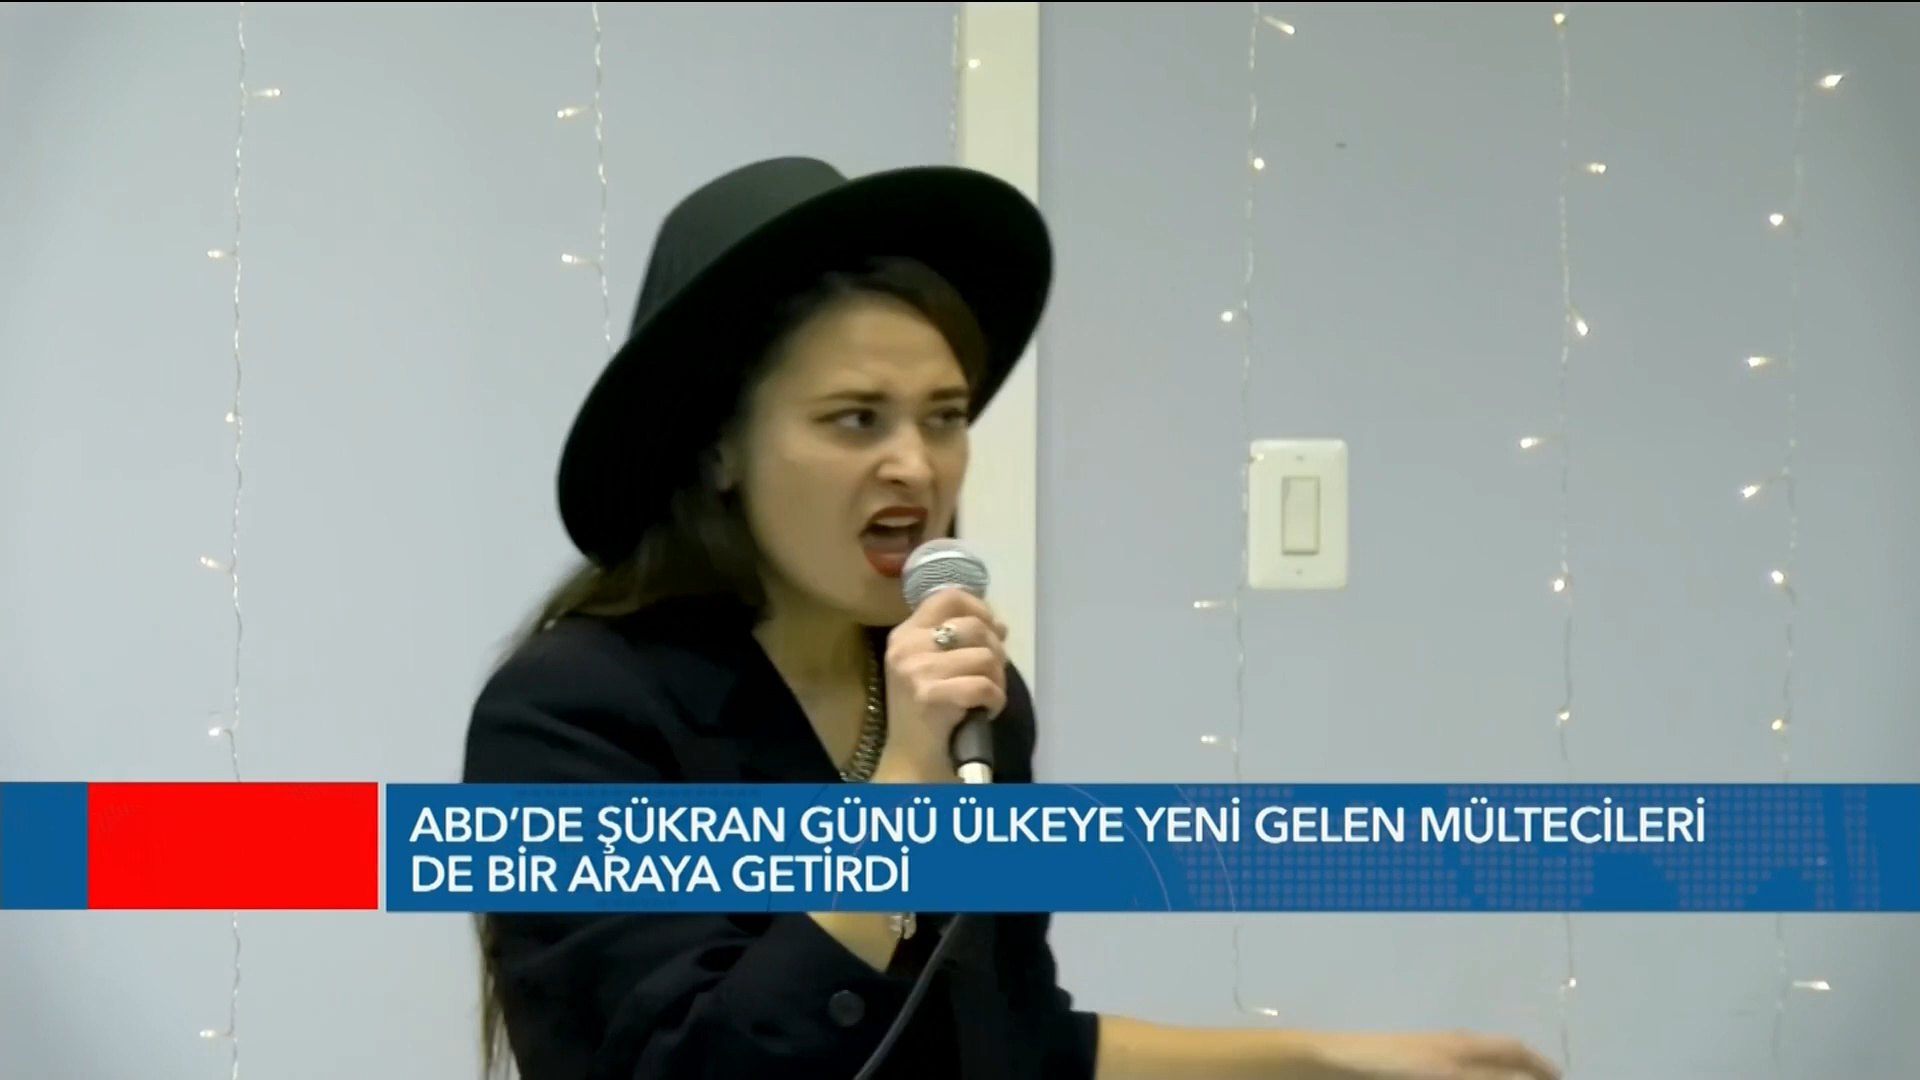 ABD'DE ŞÜKRAN GÜNÜ ÜLKEYE YENİ GELEN MÜLTECİLERİ
DE BİR ARAYA GETİRDİ